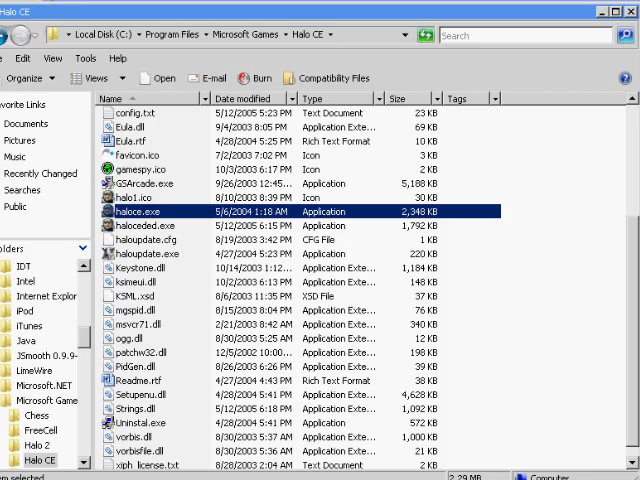 Halo CE
Local Disk (C:) Program Files Microsoft Games Halo CE Search
Edit View Tools Help
Organize Views Open E-mail Burn Compatibility Files
avorite Links
Name Date modified Type Size Tags
config.txt 5/12/2005 5:23 PM Text Document 23 KB
Documents
Eula.dll 9/4/2003 8:05 PM Application Exte... 69 KB
Pictures
Eula.rtf 4/28/2004 5:25 PM Rich Text Format 10 KB
Music
favicon.ico 7/2/2003 7:02 PM Icon 3 KB
Recently Changed
gamespy.ico 10/3/2003 6:17 PM Icon 2 KB
Searches
GSArcade.exe 9/26/2003 12:45... Application 5,188 KB
Public
halo1.ico 8/10/2003 8:39 PM Icon 30 KB
haloce.exe 5/6/2004 1:18 AM Application 2,348 KB
haloceded.exe 5/12/2005 6:15 PM Application 1,792 KB
haloupdate.cfg 8/19/2003 3:42 PM CFG File 1 KB
olders
haloupdate.exe 4/27/2004 5:23 PM Application 220 KB
IDT
Keystone.dll 10/14/2003 1:12... Application Exte... 1,184 KB
Intel
ksimeui.dll 10/2/2003 6:13 PM Application Exte... 148 KB
Internet Explor
KSML.xsd 8/6/2003 11:35 PM XSD File 37 KB
iPod
mgspid.dll 8/15/2003 8:04 PM Application Exte... 76 KB
iTunes
msvcr71.dll 2/21/2003 8:42 AM Application Exte... 340 KB
Java
ogg.dll 8/30/2003 5:25 AM Application Exte... 12 KB
JSmooth 0.9.9-
patchw32.dll 12/5/2002 10:00... Application Exte... 198 KB
LimeWire
PidGen.dll 8/26/2003 6:26 PM Application Exte... 39 KB
Microsoft.NET
Readme.rtf 4/27/2004 4:43 PM Rich Text Format 38 KB
Microsoft Game
Setupenu.dll 4/28/2004 5:41 PM Application Exte... 4,628 KB
Chess
Strings.dll 5/12/2005 6:18 PM Application Exte... 1,092 KB
FreeCell
Uninstal.exe 4/28/2004 5:41 PM Application 572 KB
Halo 2
vorbis.dll 8/30/2003 5:37 AM Application Exte... 1,000 KB
Halo CE
vorbisfile.dll 8/30/2003 5:36 AM Application Exte... 21 KB
xiph_license.txt 8/28/2003 2:04 AM Text Document 2 KB
em selected 2.29 MB Computer